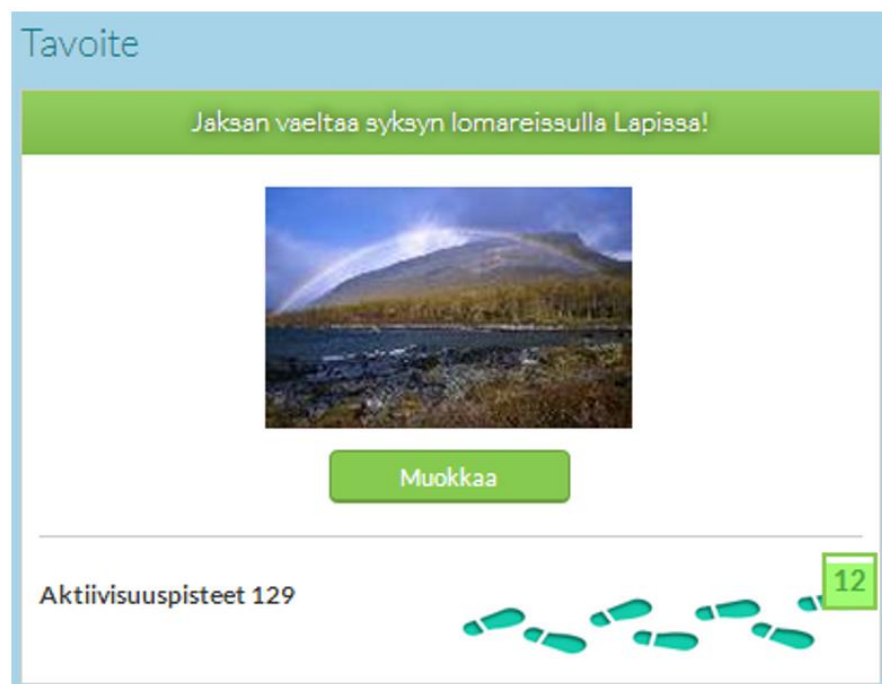 Tavoite
Jaksan vaeltaa syksyn lomareissulla Lapissa!
Muokkaa
Aktiivisuuspisteet 129
12